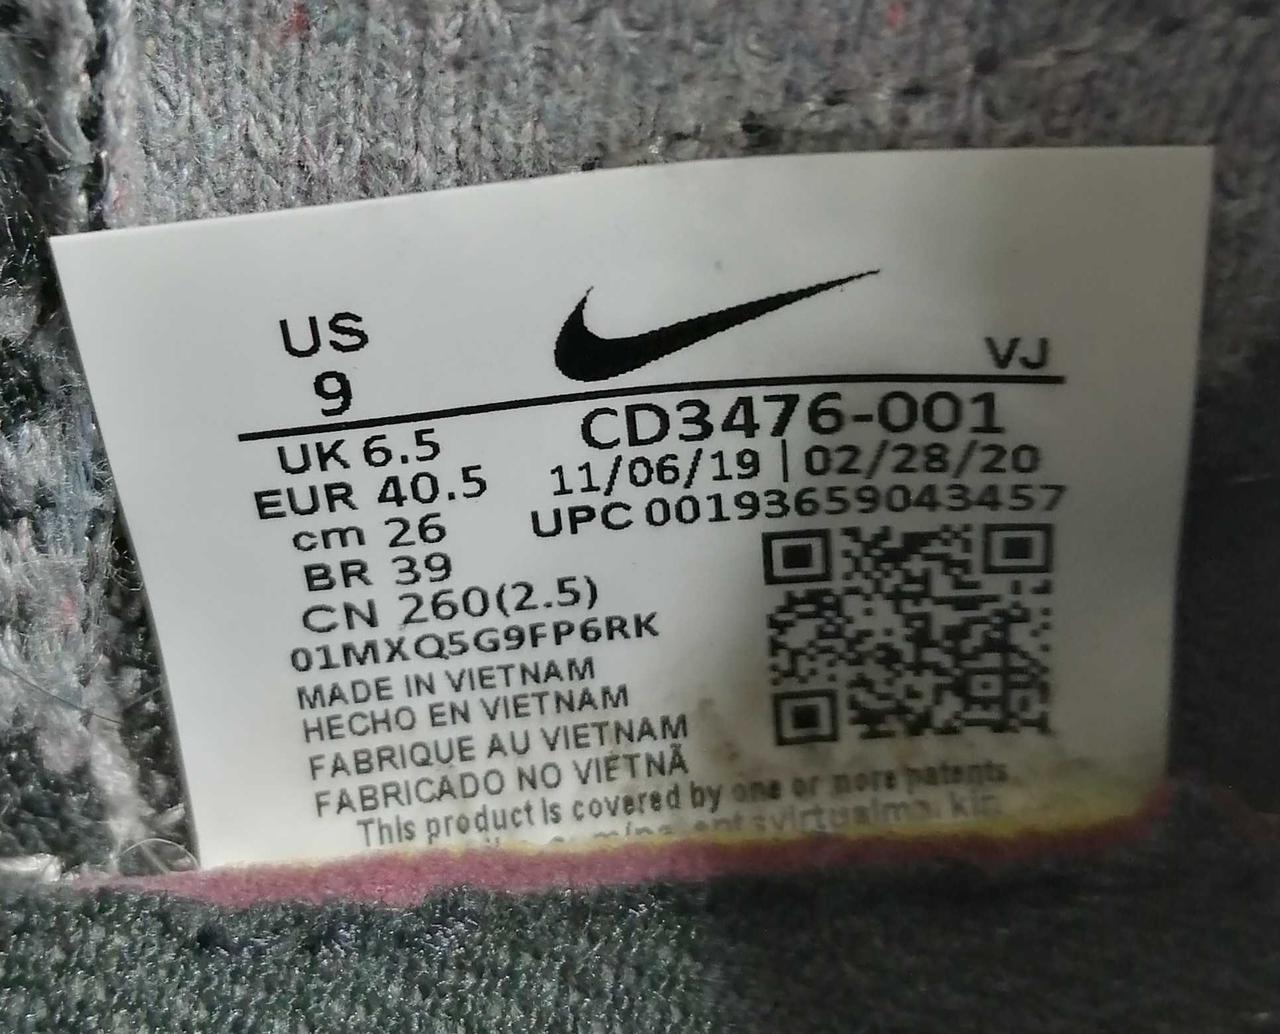 US
9
VJ
UK 6.5
EUR 40.5
cm 26
BR 39
CN 260(2.5)
CD3476-001
11/06/19 | 02/28/20
UPC 00193659043457
01MXQ5G9FP6RK
MADE IN VIETNAM
HECHO EN VIETNAM
FABRIQUE AU VIETNAM
FABRICADO NO VIETNÃ
This product is covered by one or more patents